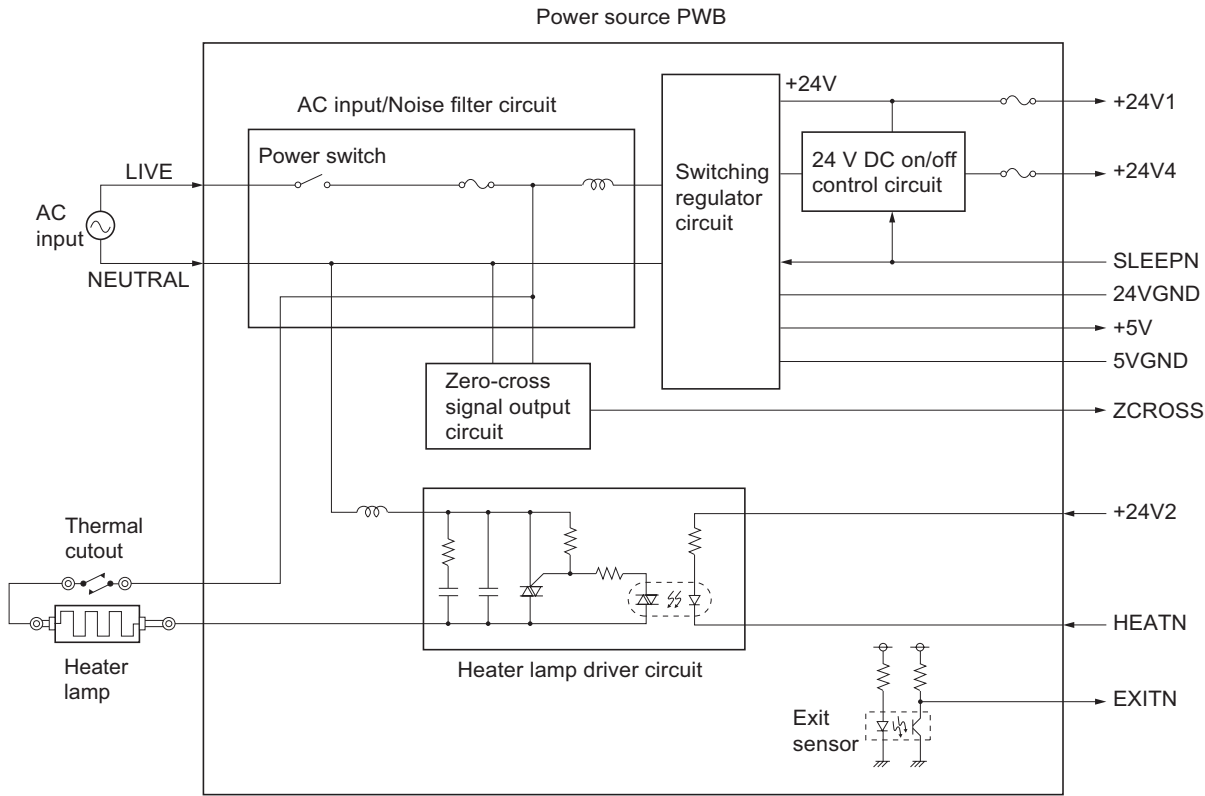 Power source PWB
AC input/Noise filter circuit
Power switch
LIVE
AC
input
NEUTRAL
Switching
regulator
circuit
+24V
24 V DC on/off
control circuit
+24V1
+24V4
SLEEPN
24VGND
+5V
5VGND
Zero-cross
signal output
circuit
ZCROSS
+24V2
Thermal
cutout
HEATN
Heater
lamp
Heater lamp driver circuit
EXITN
Exit
sensor